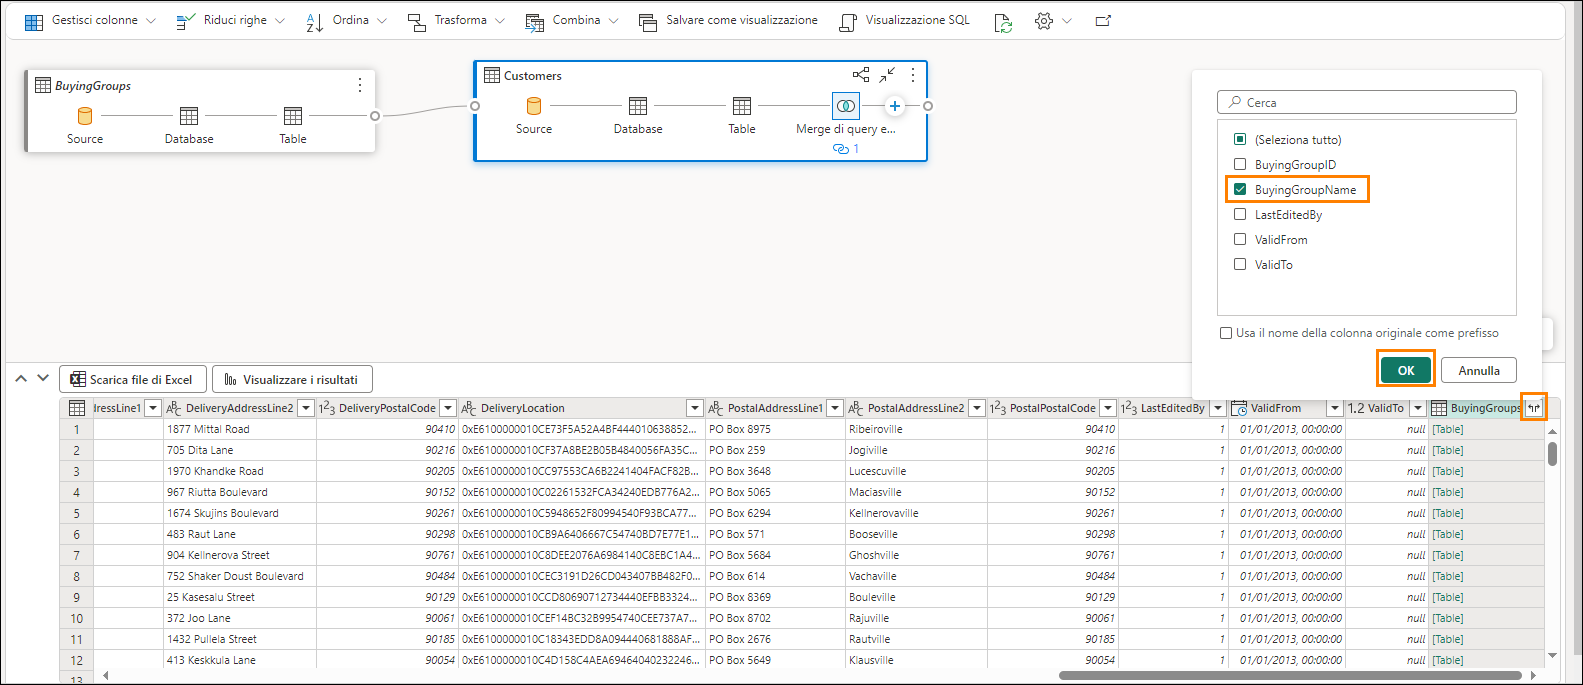 Gestisci colonne Riduci righe Ordina Trasforma Combina Salvare come visualizzazione Visualizzazione SQL
BuyingGroups
Source Database Table
Customers
Source Database Table Merge di query e...
1
Cerca
(Seleziona tutto)
BuyingGroupID
BuyingGroupName
LastEditedBy
ValidFrom
ValidTo
Usa il nome della colonna originale come prefisso
OK Annulla
Scarica file di Excel Visualizzare i risultati
dressLine1 DeliveryAddressLine2 DeliveryPostalCode DeliveryLocation PostalAddressLine1 PostalAddressLine2 PostalPostalCode LastEditedBy ValidFrom ValidTo BuyingGroups
1 1877 Mittal Road 90410 0xE6100000010CE73F5A52A4BF444010638852... PO Box 8975 Ribeiroville 90410 1 01/01/2013, 00:00:00 null [Table]
2 705 Dita Lane 90216 0xE6100000010CF37A8BE2B05B4840056FA35C... PO Box 259 Jogiville 90216 1 01/01/2013, 00:00:00 null [Table]
3 1970 Khandke Road 90205 0xE6100000010CC97553CA6B2241404FACF82B... PO Box 3648 Lucescuville 90205 1 01/01/2013, 00:00:00 null [Table]
4 967 Riutta Boulevard 90152 0xE6100000010C02261532FCA34240EDB776A2... PO Box 5065 Maciasville 90152 1 01/01/2013, 00:00:00 null [Table]
5 1674 Skujins Boulevard 90261 0xE6100000010C5948652F80994540F93BCA77... PO Box 6294 Kellnerovaville 90261 1 01/01/2013, 00:00:00 null [Table]
6 483 Raut Lane 90298 0xE6100000010CB9A6406667C54740BD7E77E1... PO Box 571 Booseville 90298 1 01/01/2013, 00:00:00 null [Table]
7 904 Kellnerova Street 90761 0xE6100000010C8DEE2076A6984140C8EBC1A4... PO Box 5684 Ghoshville 90761 1 01/01/2013, 00:00:00 null [Table]
8 752 Shaker Doust Boulevard 90484 0xE6100000010CEC3191D26CD043407BB482F0... PO Box 614 Vachaville 90484 1 01/01/2013, 00:00:00 null [Table]
9 25 Kasesalu Street 90129 0xE6100000010CCD80690712734440EFBB3324... PO Box 8369 Bouleville 90129 1 01/01/2013, 00:00:00 null [Table]
10 372 Joo Lane 90061 0xE6100000010CEF14BC32B9954740CEE737A7... PO Box 8702 Rajuville 90061 1 01/01/2013, 00:00:00 null [Table]
11 1432 Pullela Street 90185 0xE6100000010C18343EDD8A094440681888AF... PO Box 2676 Rautville 90185 1 01/01/2013, 00:00:00 null [Table]
12 413 Keskkula Lane 90054 0xE6100000010C4D158C4AEA69464040232246... PO Box 5649 Klausville 90054 1 01/01/2013, 00:00:00 null [Table]
13